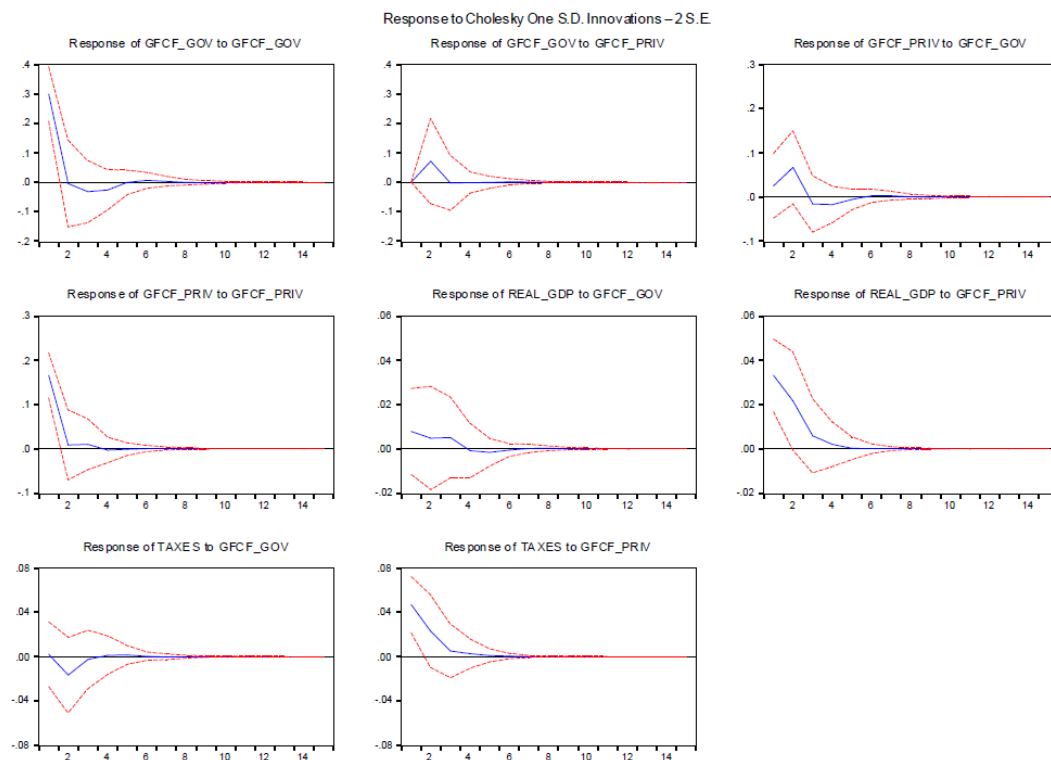 Response to Cholesky One S.D. Innovations – 2 S.E.
Response of GFCF_GOV to GFCF_GOV
.4
.3
.2
.1
.0
-.1
-.2
2 4 6 8 10 12 14
Response of GFCF_GOV to GFCF_PRIV
.4
.3
.2
.1
.0
-.1
-.2
2 4 6 8 10 12 14
Response of GFCF_PRIV to GFCF_GOV
.3
.2
.1
.0
-.1
2 4 6 8 10 12 14
Response of GFCF_PRIV to GFCF_PRIV
.3
.2
.1
.0
-.1
2 4 6 8 10 12 14
Response of REAL_GDP to GFCF_GOV
.06
.04
.02
.00
-.02
2 4 6 8 10 12 14
Response of REAL_GDP to GFCF_PRIV
.06
.04
.02
.00
-.02
2 4 6 8 10 12 14
Response of TAXES to GFCF_GOV
.08
.04
.00
-.04
-.08
2 4 6 8 10 12 14
Response of TAXES to GFCF_PRIV
.08
.04
.00
-.04
-.08
2 4 6 8 10 12 14